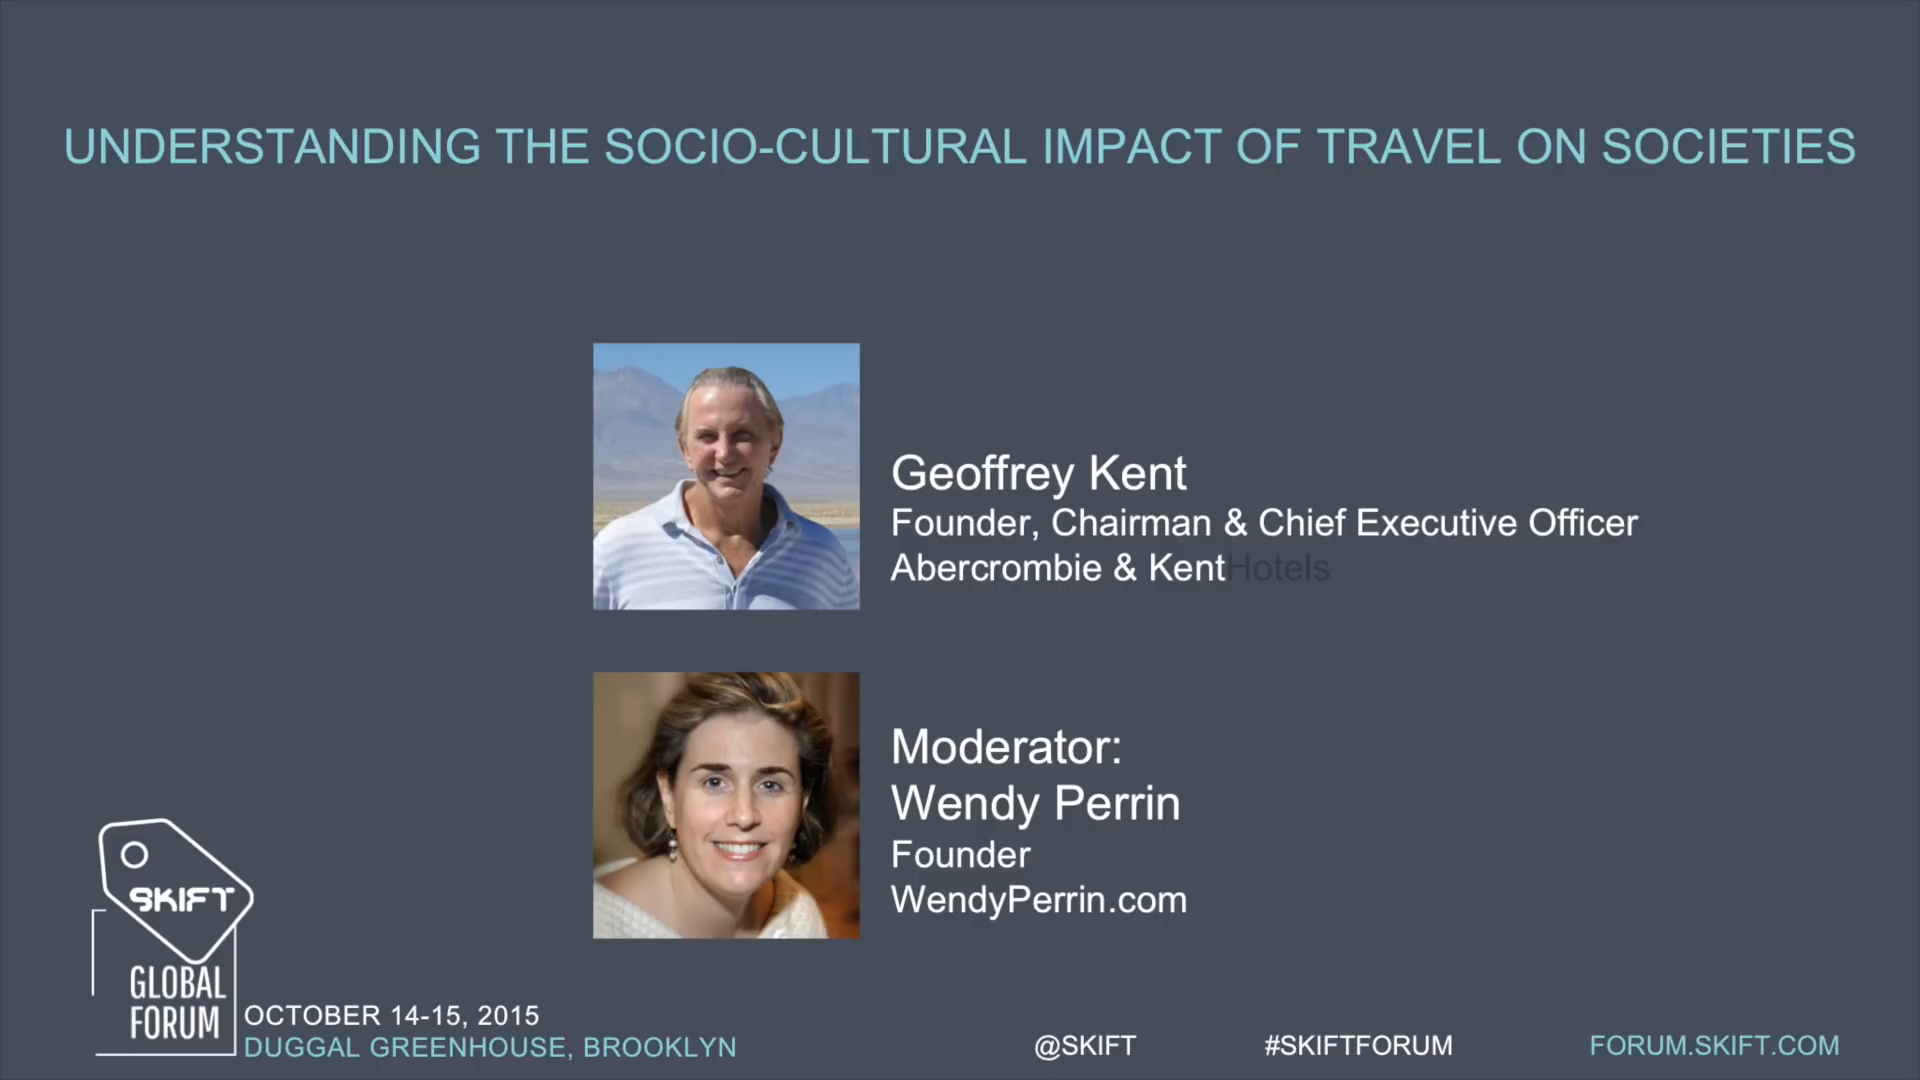 UNDERSTANDING THE SOCIO-CULTURAL IMPACT OF TRAVEL ON SOCIETIES
Geoffrey Kent
Founder, Chairman & Chief Executive Officer
Abercrombie & Kent Hotels
Moderator:
Wendy Perrin
Founder
WendyPerrin.com
SKIFT
GLOBAL
FORUM
OCTOBER 14-15, 2015
DUGGAL GREENHOUSE, BROOKLYN
@SKIFT
#SKIFTFORUM
FORUM.SKIFT.COM